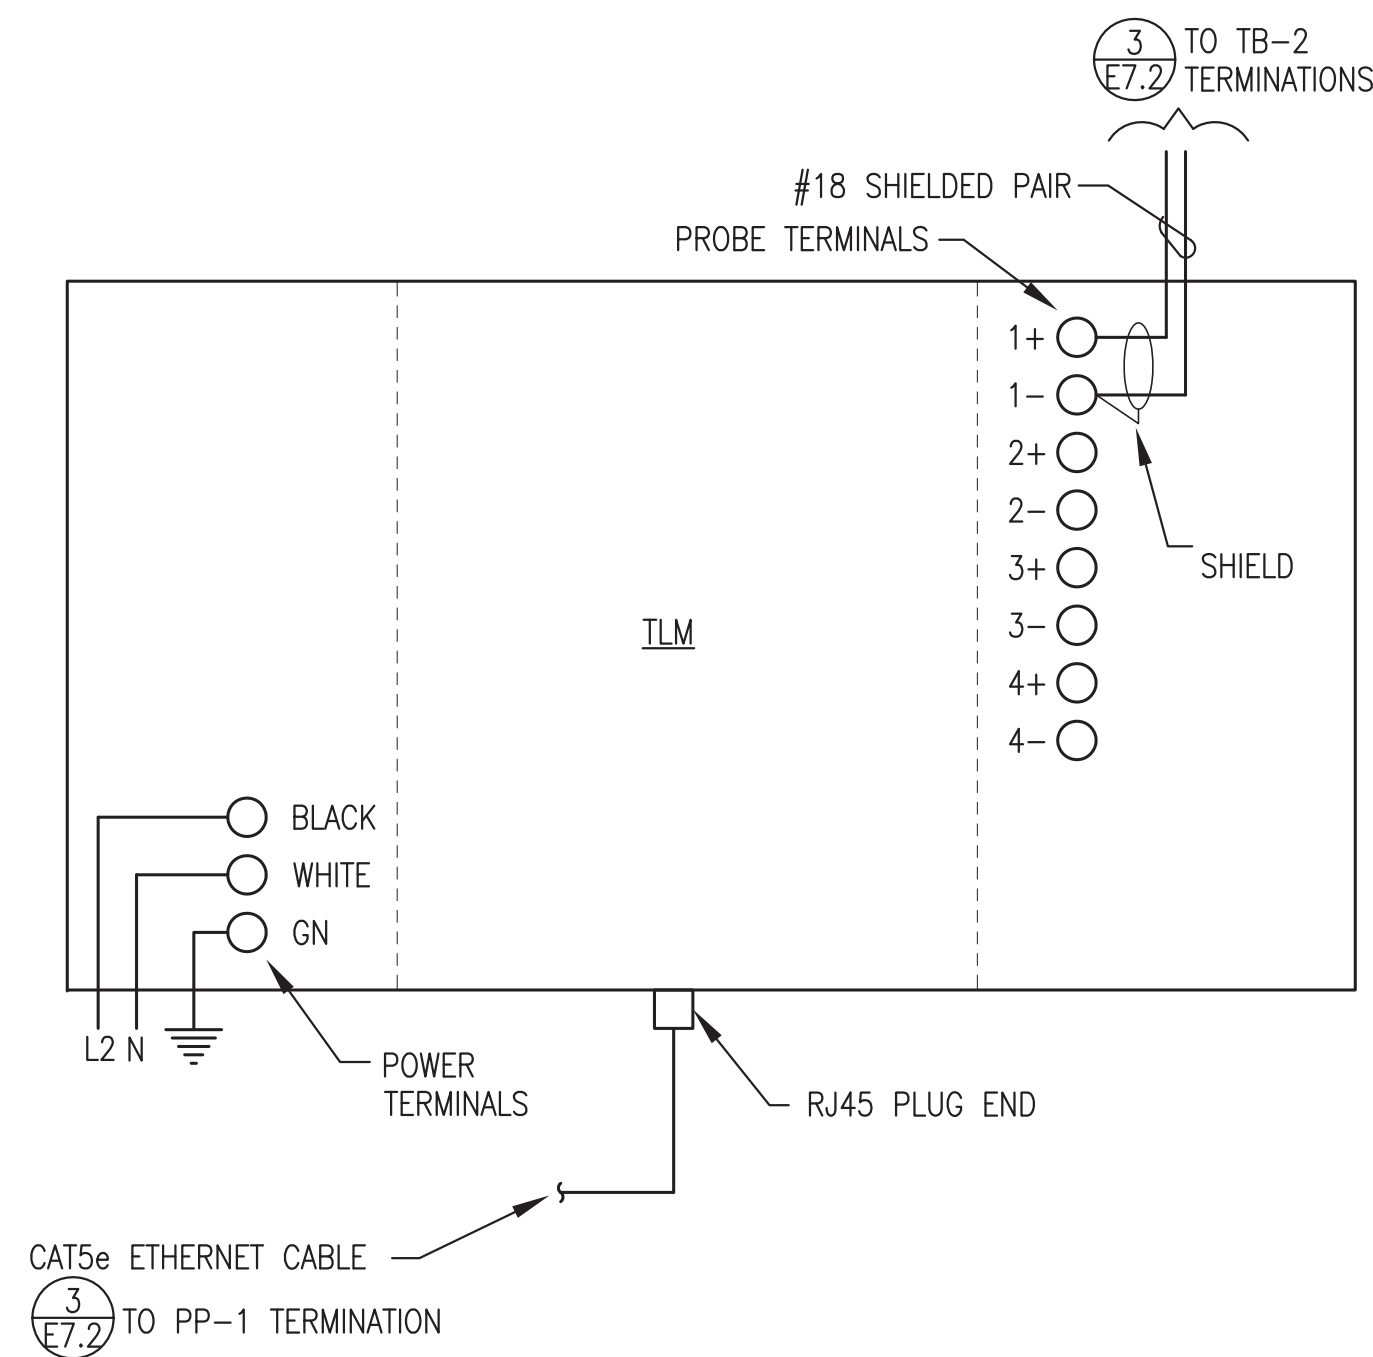 3
E7.2
TO TB-2
TERMINATIONS
#18 SHIELDED PAIR
PROBE TERMINALS
1+
1-
2+
2-
3+
3-
4+
4-
SHIELD
TLM
BLACK
WHITE
GN
L2 N
POWER
TERMINALS
RJ45 PLUG END
CAT5e ETHERNET CABLE
3
E7.2
TO PP-1 TERMINATION